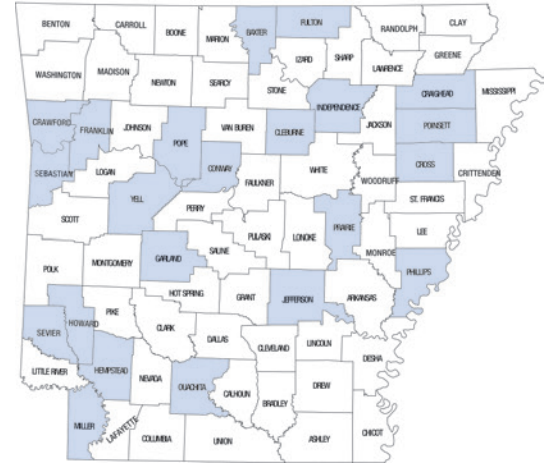 BENTON
CARROLL
BOONE
MARION
BAXTER
FULTON
RANDOLPH
CLAY
IZARD
SHARP
LAWRENCE
GREENE
WASHINGTON
MADISON
NEWTON
SEARCY
STONE
INDEPENDENCE
CRAIGHEAD
MISSISSIPPI
CRAWFORD
FRANKLIN
JOHNSON
POPE
VAN BUREN
CLEBURNE
JACKSON
POINSETT
SEBASTIAN
LOGAN
CONWAY
FAULKNER
WHITE
WOODRUFF
CROSS
CRITTENDEN
SCOTT
YELL
PERRY
ST. FRANCIS
POLK
MONTGOMERY
GARLAND
SALINE
PULASKI
LONOKE
PRAIRIE
MONROE
LEE
PHILLIPS
HOT SPRING
GRANT
JEFFERSON
ARKANSAS
SEVIER
HOWARD
PIKE
CLARK
DALLAS
CLEVELAND
LINCOLN
DESHA
LITTLE RIVER
HEMPSTEAD
NEVADA
OUACHITA
CALHOUN
BRADLEY
DREW
MILLER
LAFAYETTE
COLUMBIA
UNION
ASHLEY
CHICOT